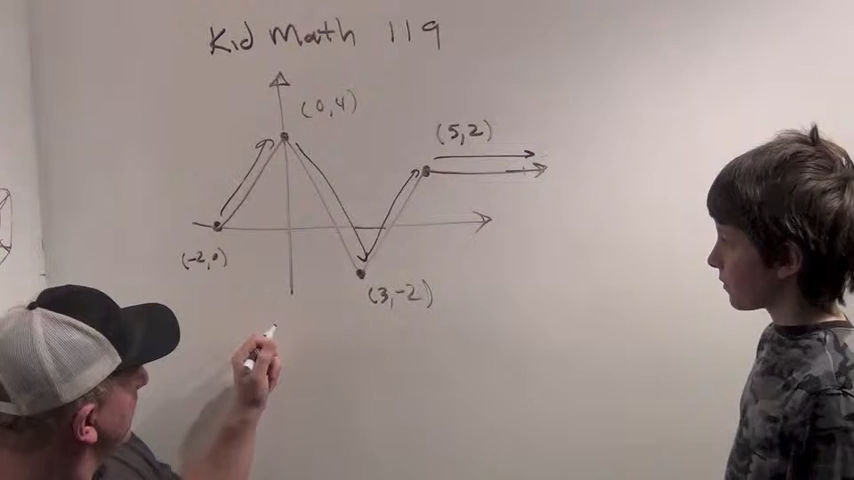 Kid Math 119
(0,4)
(5,2)
(-2,0)
(3,-2)